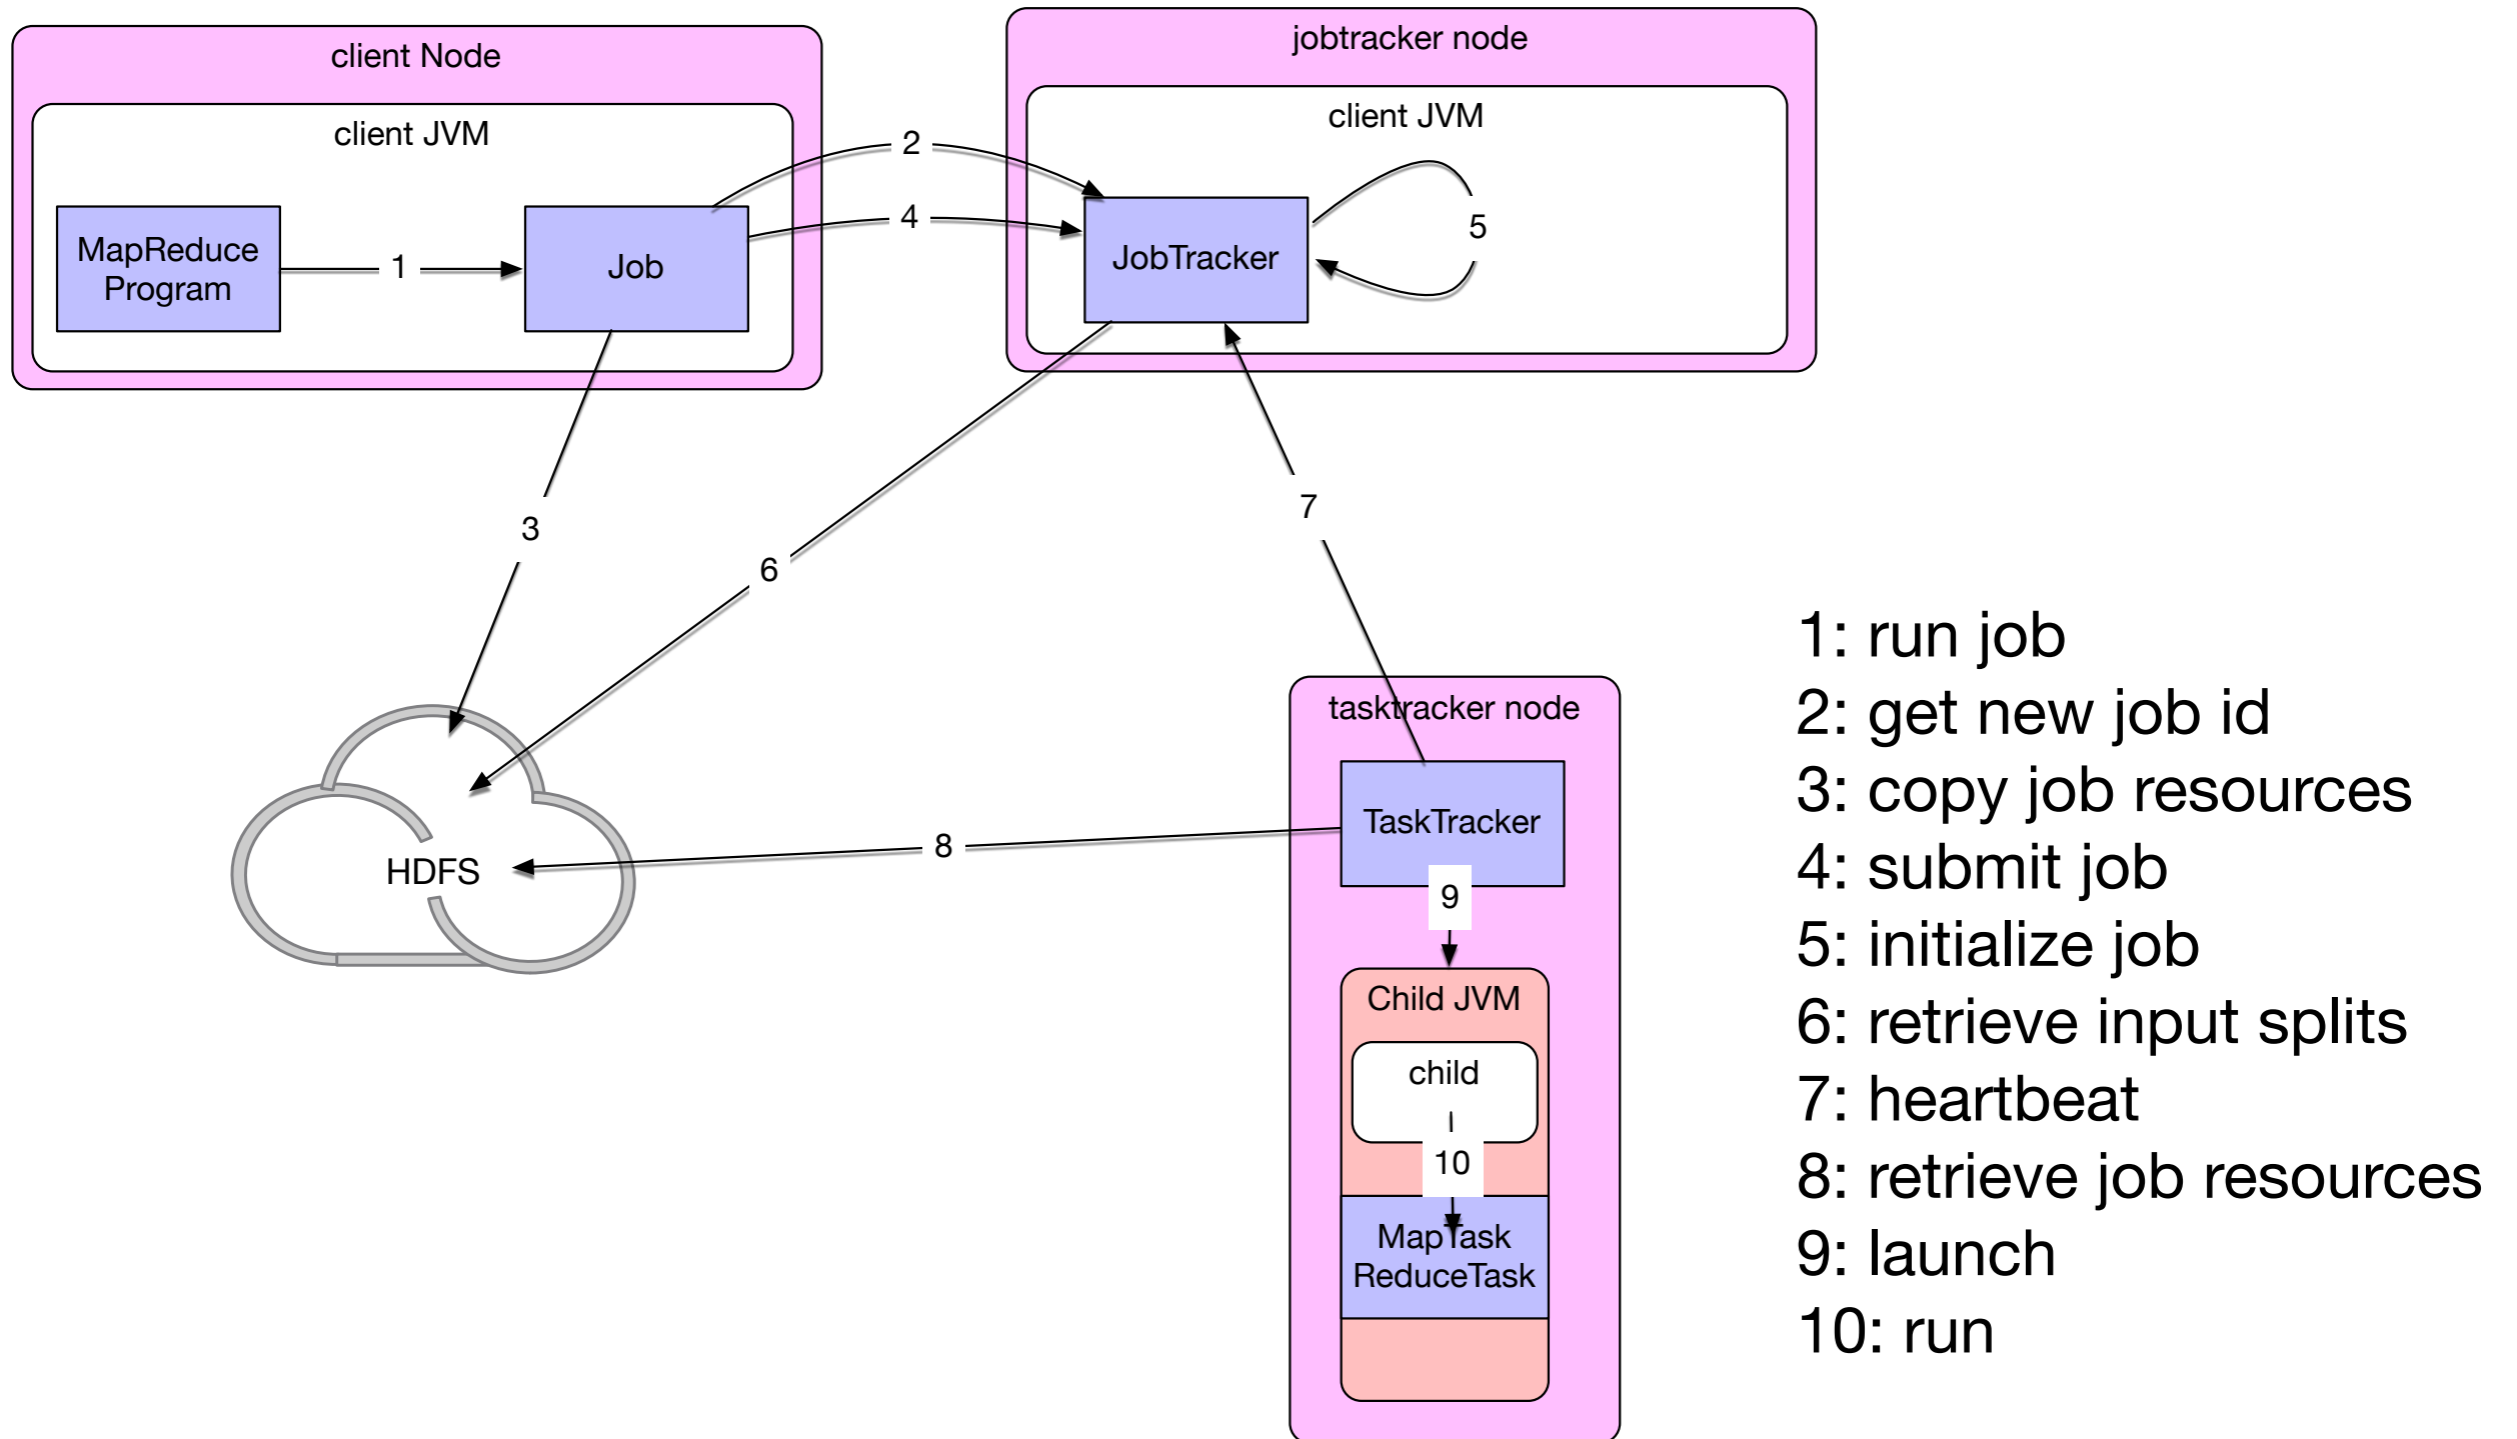 client Node
client JVM
MapReduce
Program
1
Job
2
4
jobtracker node
client JVM
JobTracker
5
3
6
7
HDFS
8
tasktracker node
TaskTracker
9
Child JVM
child
10
MapTask
ReduceTask
1: run job
2: get new job id
3: copy job resources
4: submit job
5: initialize job
6: retrieve input splits
7: heartbeat
8: retrieve job resources
9: launch
10: run